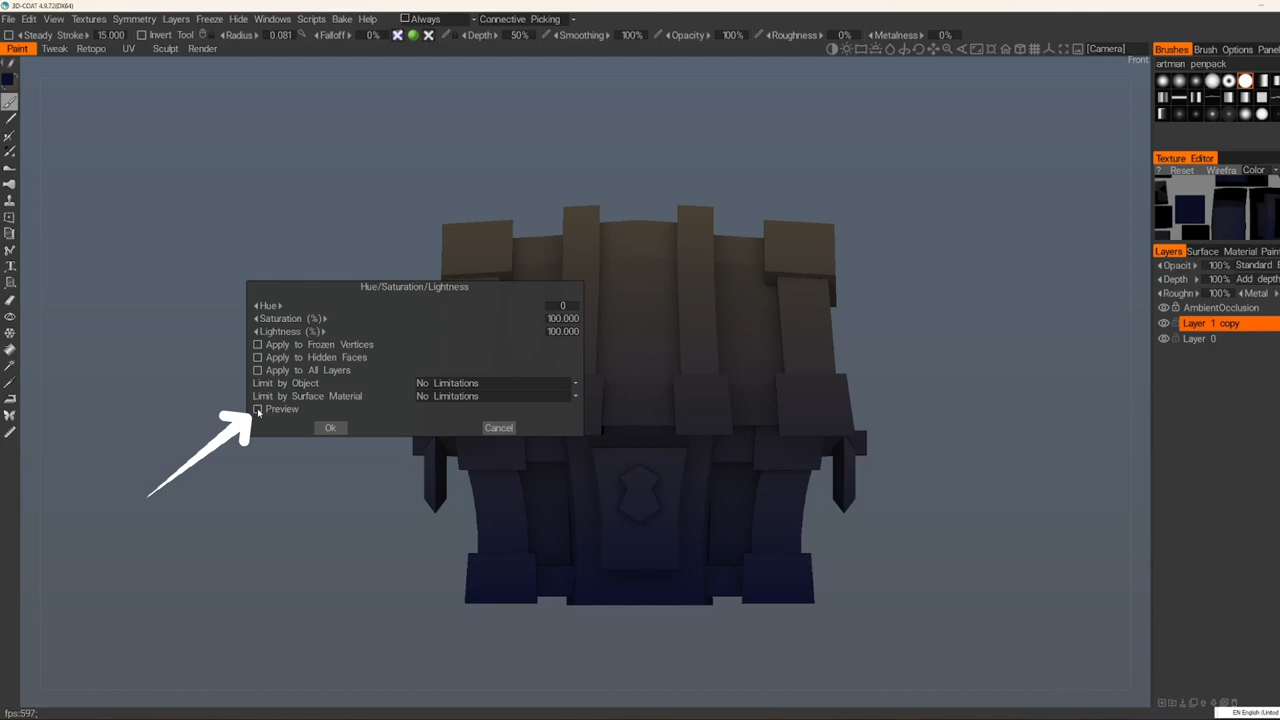 3D-COAT 4.9.72(DX64)
File Edit View Textures Symmetry Layers Freeze Hide Windows Scripts Bake Help Always Connective Picking
Steady Stroke 15.000 Invert Tool Radius 0.081 Falloff 0% Depth 50% Smoothing 100% Opacity 100% Roughness 0% Metalness 0%
Paint Tweak Retopo UV Sculpt Render [Camera] Brushes Brush Options Panel
Front
artman penpack
Texture Editor
? Reset Wirefra Color
Layers Surface Material Paint
Opacit 100% Standard
Depth 100% Add depth
Roughn 100% Metal
AmbientOcclusion
Layer 1 copy
Layer 0
Hue/Saturation/Lightness
Hue 0
Saturation (%) 100.000
Lightness (%) 100.000
Apply to Frozen Vertices
Apply to Hidden Faces
Apply to All Layers
Limit by Object No Limitations
Limit by Surface Material No Limitations
Preview
Ok Cancel
fps:597;
EN English (United